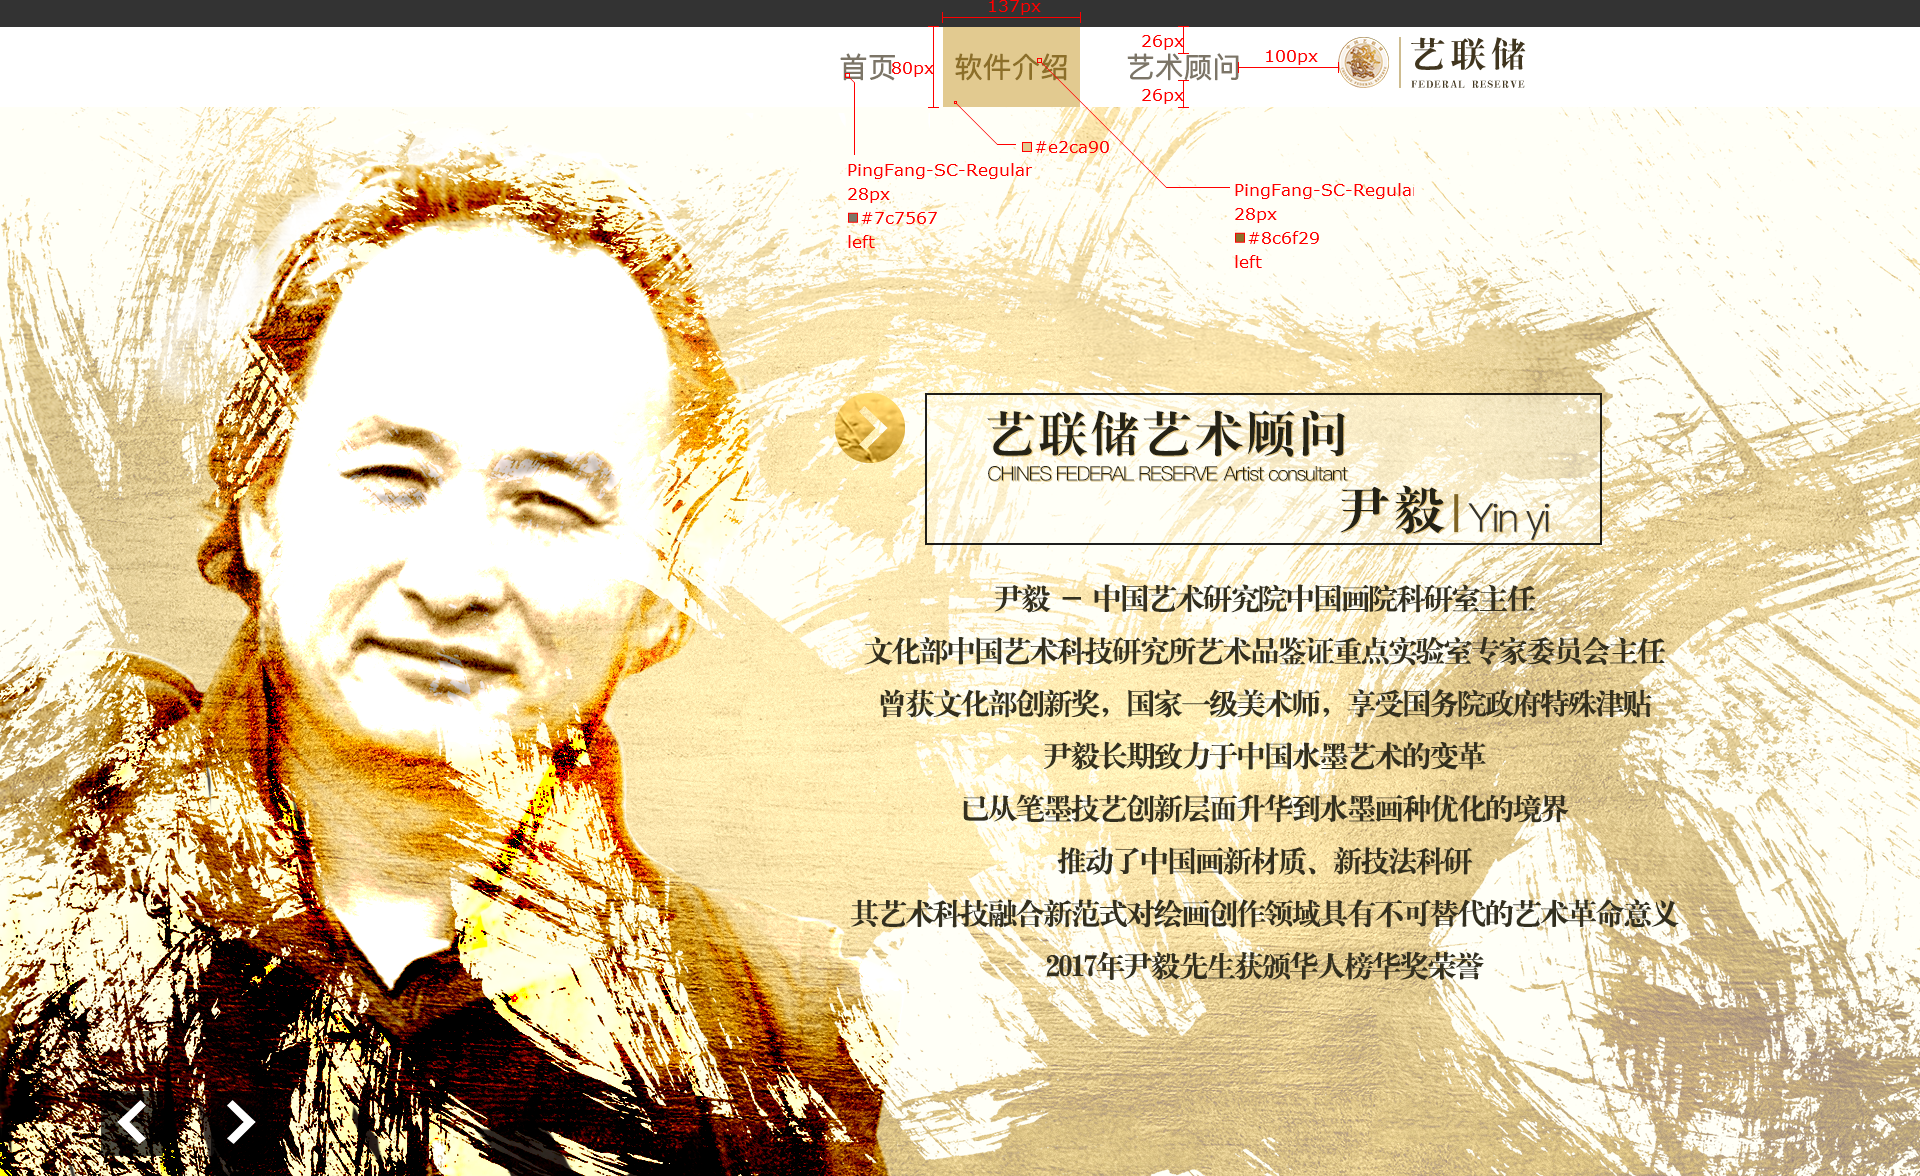 137px
首页
80px
软件介绍
26px
艺术顾问
26px
100px
艺联储
FEDERAL RESERVE
#e2ca90
PingFang-SC-Regular
28px
#7c7567
left
PingFang-SC-Regula
28px
#8c6f29
left
艺联储艺术顾问
CHINES FEDERAL RESERVE Artist consultant
尹毅|Yin yi
尹毅 － 中国艺术研究院中国画院科研室主任
文化部中国艺术科技研究所艺术品鉴证重点实验室专家委员会主任
曾获文化部创新奖，国家一级美术师，享受国务院政府特殊津贴
尹毅长期致力于中国水墨艺术的变革
已从笔墨技艺创新层面升华到水墨画种优化的境界
推动了中国画新材质、新技法科研
其艺术科技融合新范式对绘画创作领域具有不可替代的艺术革命意义
2017年尹毅先生获颁华人榜华奖荣誉